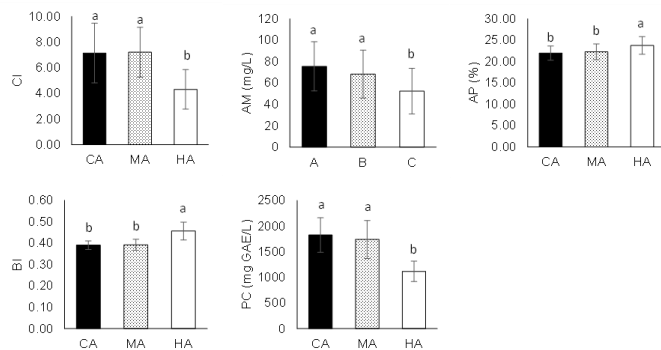 a a b
10.00
8.00
6.00
4.00
2.00
0.00
CI
CA MA HA
a a b
120
100
80
60
40
20
0
AM (mg/L)
A B C
b b a
30.00
25.00
20.00
15.00
10.00
5.00
0.00
AP (%)
CA MA HA
b b a
0.60
0.50
0.40
0.30
0.20
0.10
0.00
BI
CA MA HA
a a b
2500
2000
1500
1000
500
0
PC (mg GAE/L)
CA MA HA